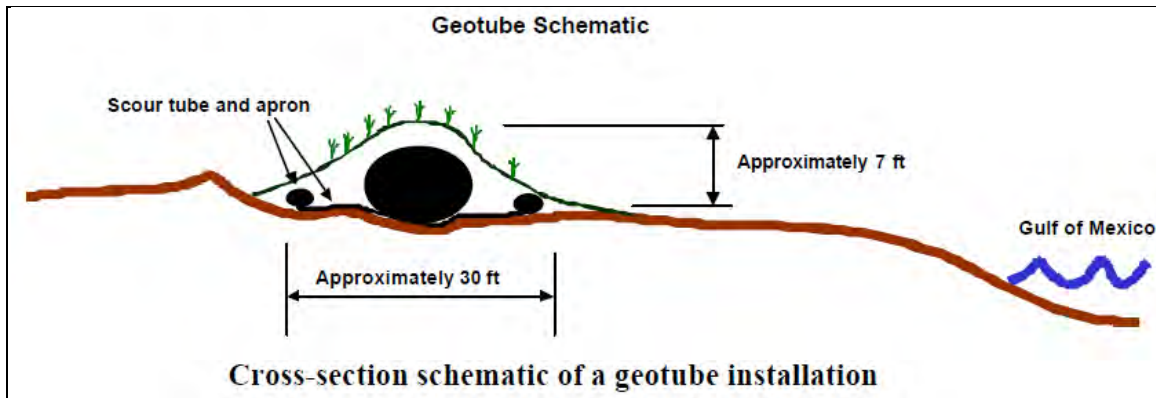 Geotube Schematic
Scour tube and apron
Approximately 7 ft
Gulf of Mexico
Approximately 30 ft
Cross-section schematic of a geotube installation